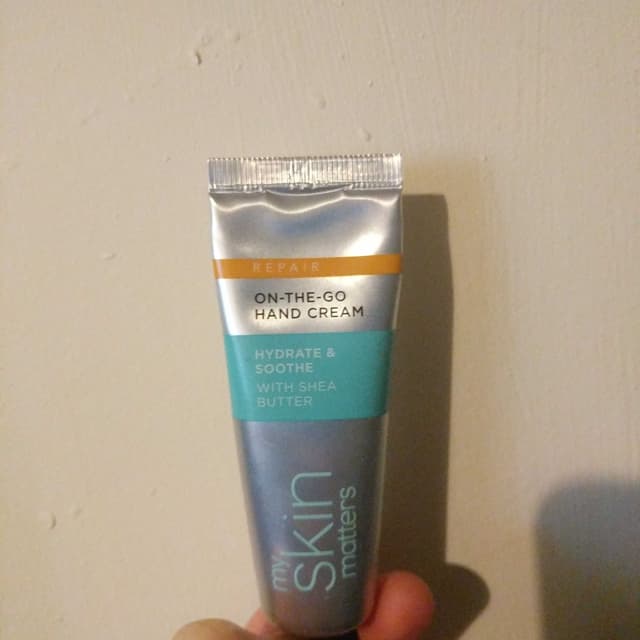 REPAIR
ON-THE-GO
HAND CREAM
HYDRATE &
SOOTHE
WITH SHEA
BUTTER
my
skin
matters